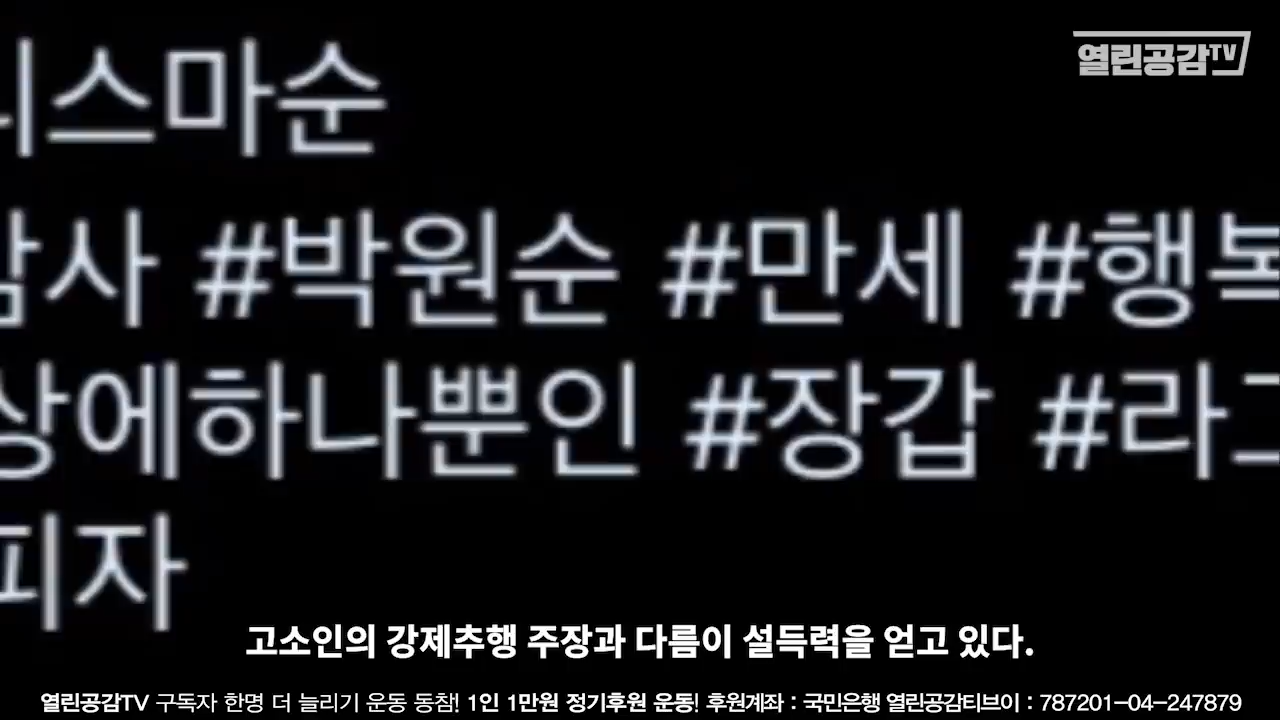 열린공감TV
니스마순
감사 #박원순 #만세 #행복
상에하나뿐인 #장갑 #라
피자
고소인의 강제추행 주장과 다름이 설득력을 얻고 있다.
열린공감TV 구독자 한명 더 늘리기 운동 동참! 1인 1만원 정기후원 운동! 후원계좌 : 국민은행 열린공감티브이 : 787201-04-247879